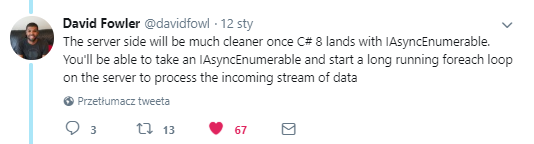 David Fowler @davidfowl · 12 sty
The server side will be much cleaner once C# 8 lands with IAsyncEnumerable.
You'll be able to take an IAsyncEnumerable and start a long running foreach loop
on the server to process the incoming stream of data
Przetłumacz tweeta
3 13 67